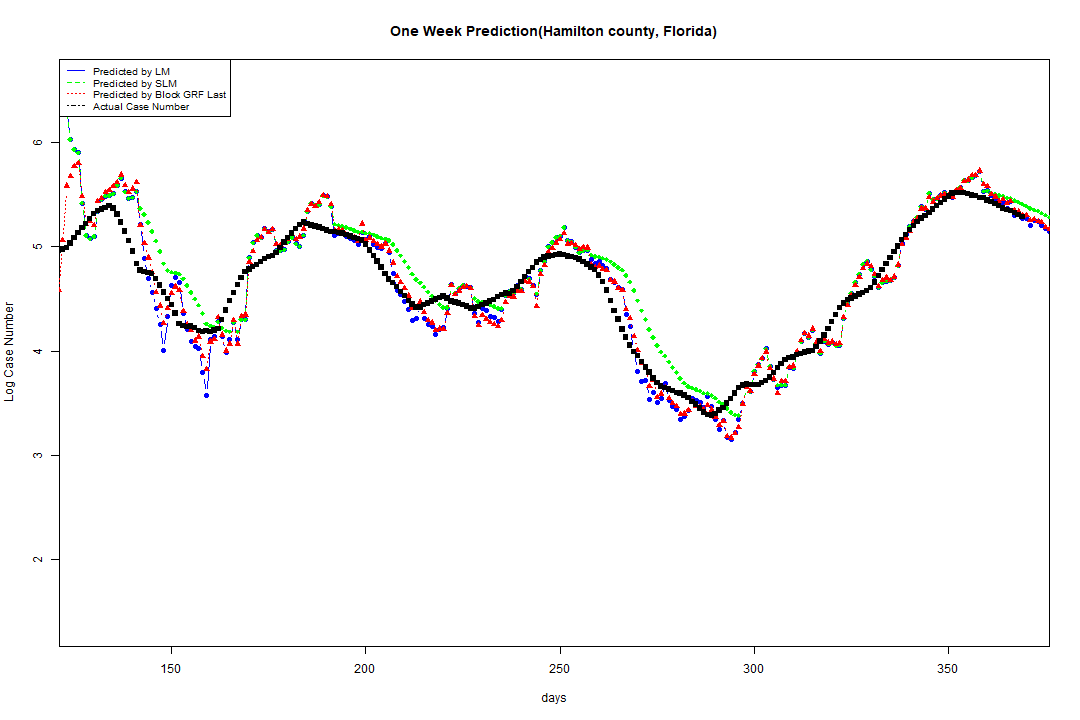 One Week Prediction(Hamilton county, Florida)
Predicted by LM
Predicted by SLM
Predicted by Block GRF Last
Actual Case Number
6
5
4
3
2
Log Case Number
150
200
250
300
350
days